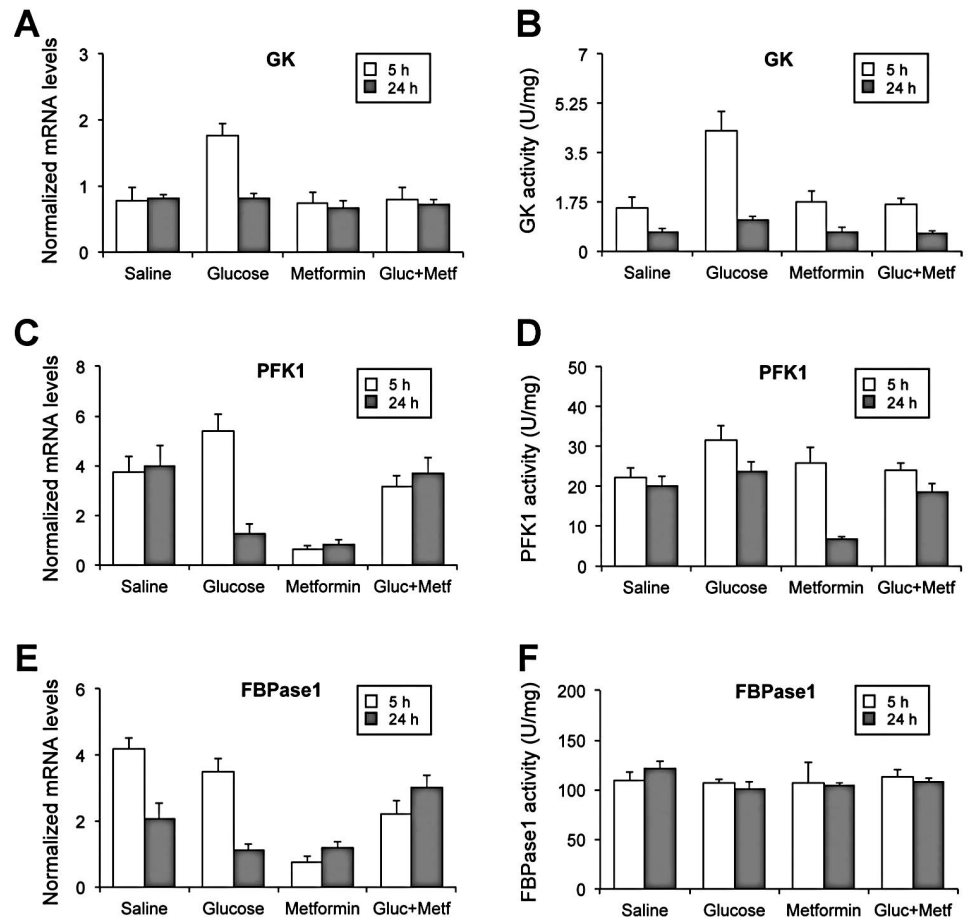 A
GK
Normalized mRNA levels
3
2
1
0
5 h
24 h
Saline Glucose Metformin Gluc+Metf
B
GK
GK activity (U/mg)
7
5.25
3.5
1.75
0
5 h
24 h
Saline Glucose Metformin Gluc+Metf
C
PFK1
Normalized mRNA levels
8
6
4
2
0
5 h
24 h
Saline Glucose Metformin Gluc+Metf
D
PFK1
PFK1 activity (U/mg)
50
40
30
20
10
0
5 h
24 h
Saline Glucose Metformin Gluc+Metf
E
FBPase1
Normalized mRNA levels
6
4
2
0
5 h
24 h
Saline Glucose Metformin Gluc+Metf
F
FBPase1
FBPase1 activity (U/mg)
200
150
100
50
0
5 h
24 h
Saline Glucose Metformin Gluc+Metf